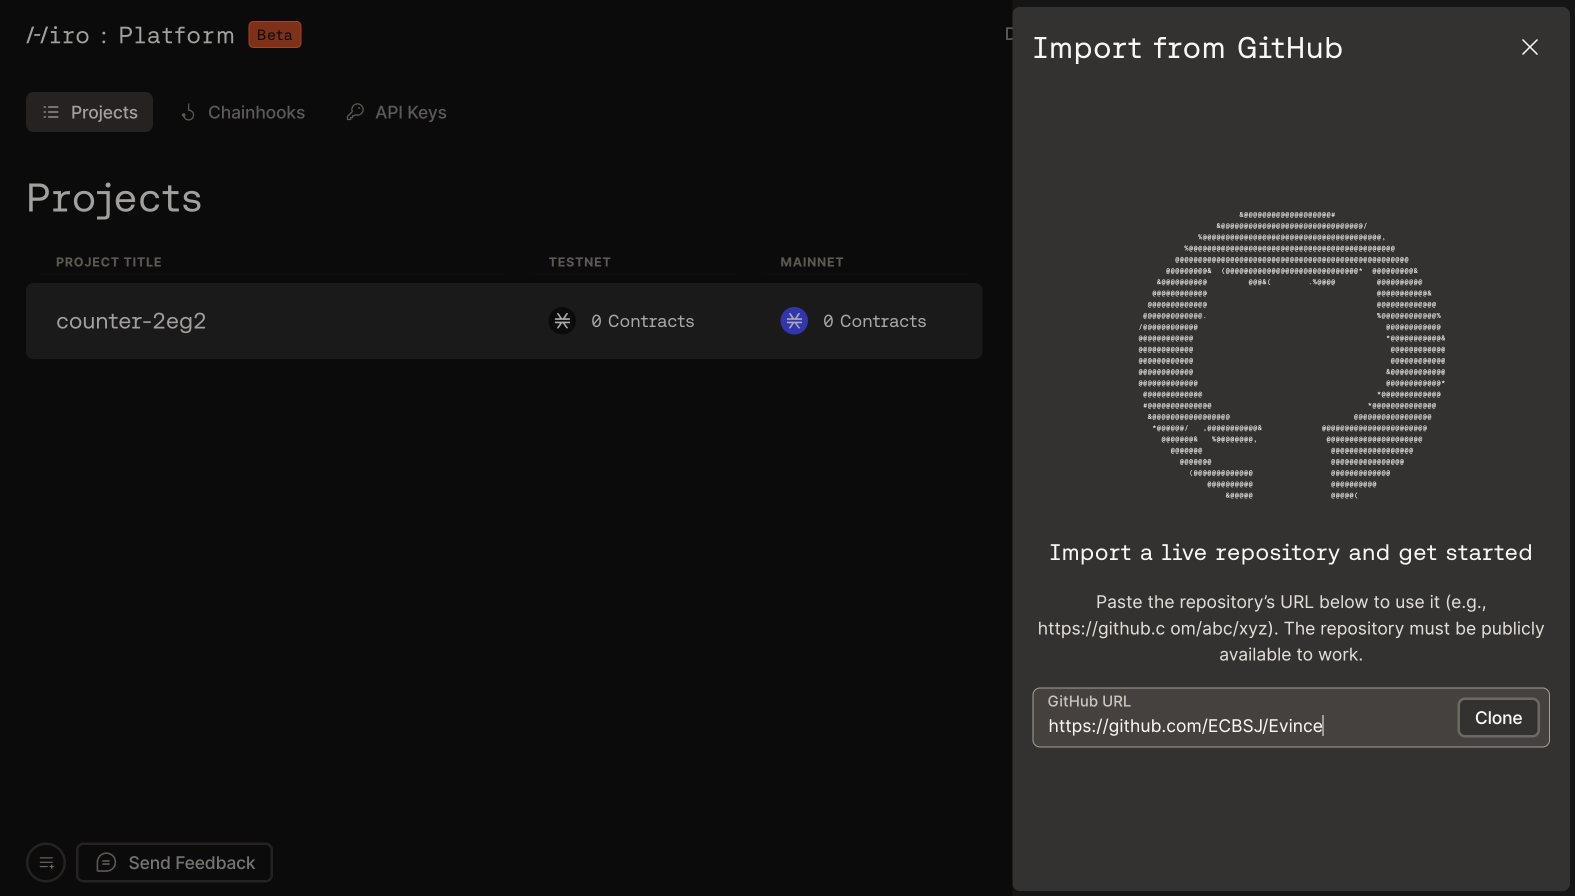 Hiro : Platform Beta
Projects Chainhooks API Keys
Projects
PROJECT TITLE TESTNET MAINNET
counter-2eg2 0 Contracts 0 Contracts
Send Feedback
Import from GitHub
Import a live repository and get started
Paste the repository’s URL below to use it (e.g.,
https://github.c om/abc/xyz). The repository must be publicly
available to work.
GitHub URL
https://github.com/ECBSJ/Evince
Clone